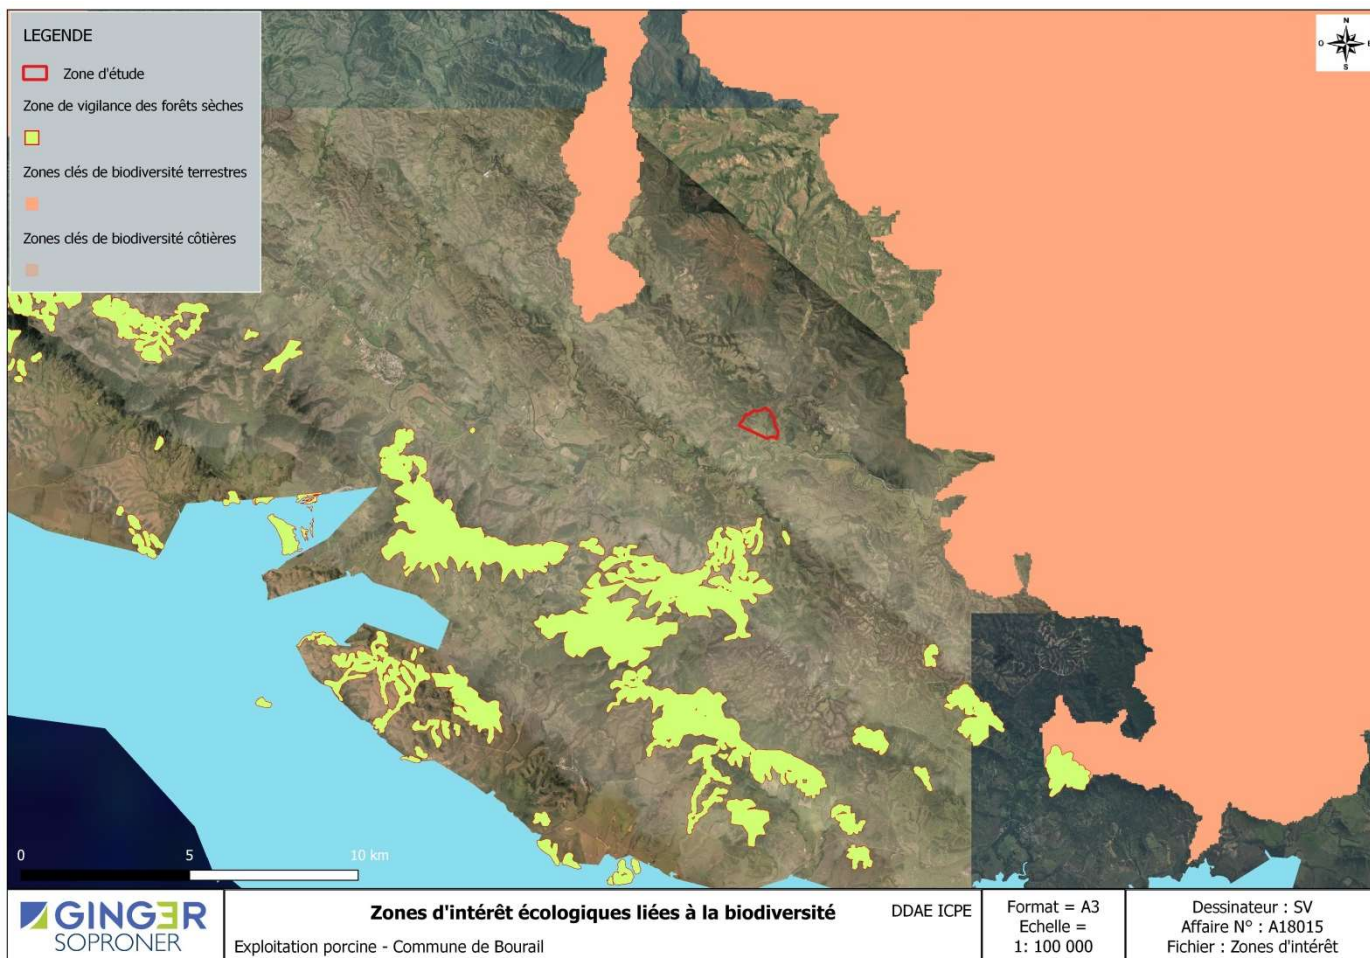 LEGENDE
Zone d'étude
Zone de vigilance des forêts sèches
Zones clés de biodiversité terrestres
Zones clés de biodiversité côtières
N
O
S
0
5
10 km
GINGER
SOPRONER
Zones d'intérêt écologiques liées à la biodiversité
DDAE ICPE
Exploitation porcine - Commune de Bourail
Format = A3
Echelle =
1: 100 000
Dessinateur : SV
Affaire N° : A18015
Fichier : Zones d'intérêt